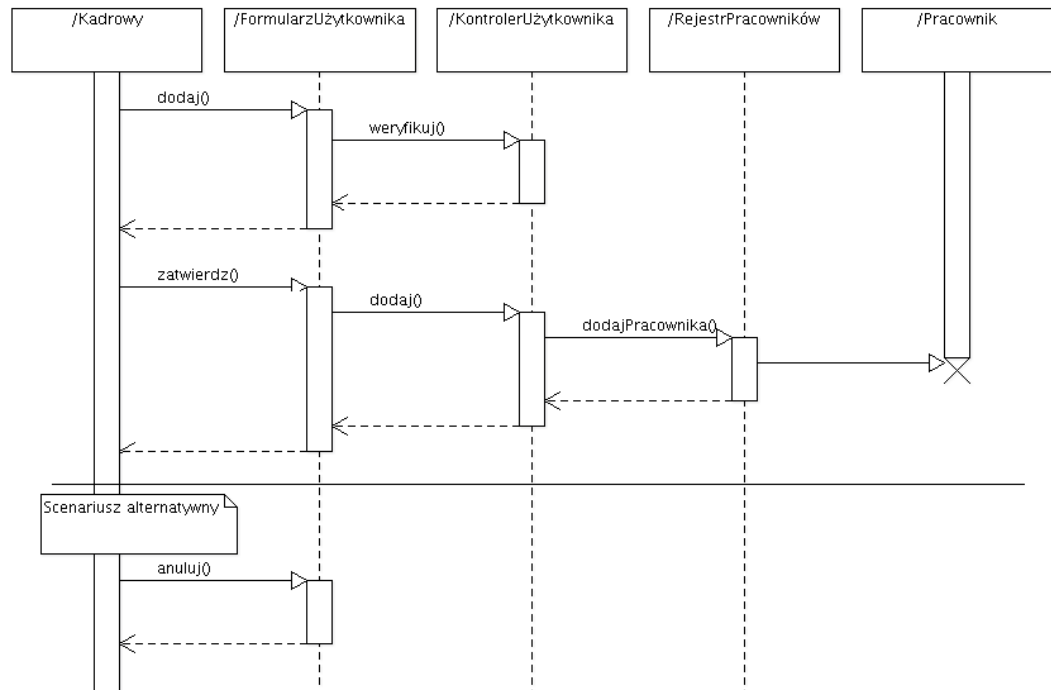 /Kadrowy
/FormularzUżytkownika
/KontrolerUżytkownika
/RejestrPracowników
/Pracownik
dodaj()
weryfikuj()
zatwierdz()
dodaj()
dodajPracownika()
Scenariusz alternatywny
anuluj()